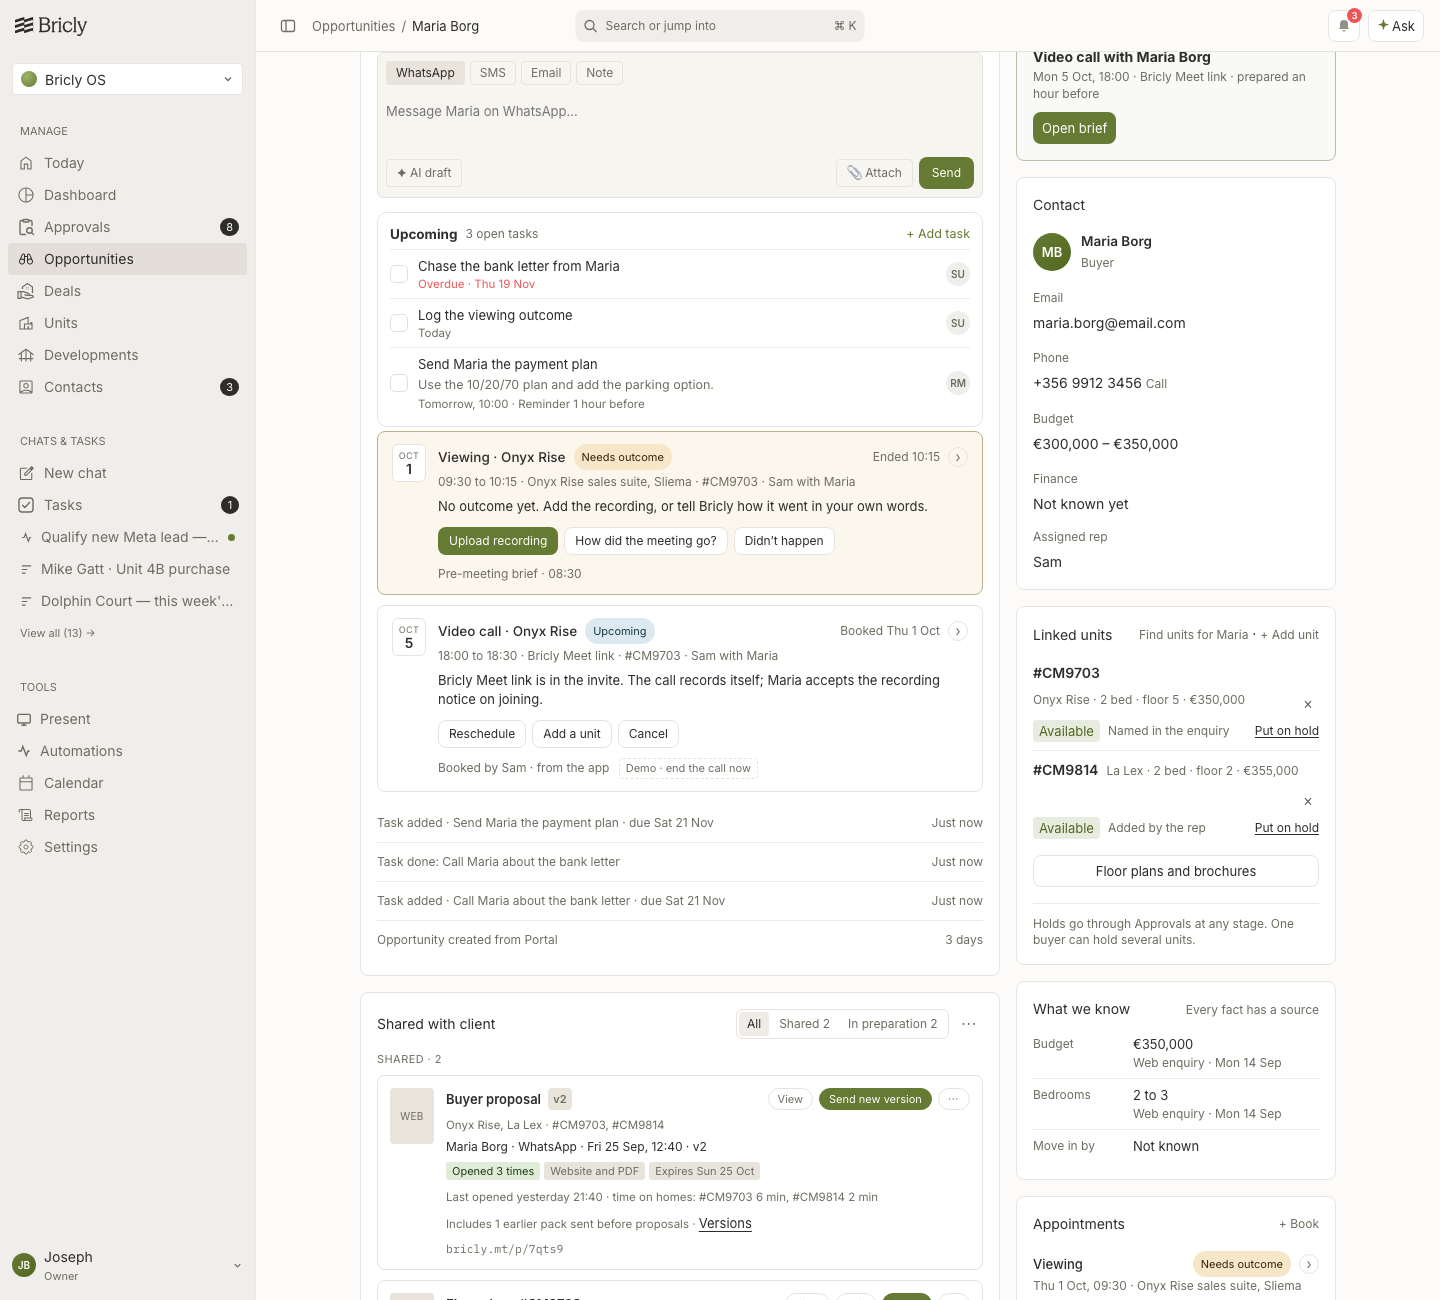 Bricly
Bricly OS
MANAGE
Today
Dashboard
Approvals 8
Opportunities
Deals
Units
Developments
Contacts 3
CHATS & TASKS
New chat
Tasks 1
Qualify new Meta lead —...
Mike Gatt · Unit 4B purchase
Dolphin Court — this week'...
View all (13) →
TOOLS
Present
Automations
Calendar
Reports
Settings
JB
Joseph
Owner
Opportunities / Maria Borg
Search or jump into ⌘ K
3
Ask
WhatsApp SMS Email Note
Message Maria on WhatsApp...
✦ AI draft
Attach
Send
Upcoming 3 open tasks + Add task
Chase the bank letter from Maria
Overdue · Thu 19 Nov
SU
Log the viewing outcome
Today
SU
Send Maria the payment plan
Use the 10/20/70 plan and add the parking option.
Tomorrow, 10:00 · Reminder 1 hour before
RM
OCT
1
Viewing · Onyx Rise Needs outcome Ended 10:15 ›
09:30 to 10:15 · Onyx Rise sales suite, Sliema · #CM9703 · Sam with Maria
No outcome yet. Add the recording, or tell Bricly how it went in your own words.
Upload recording How did the meeting go? Didn't happen
Pre-meeting brief · 08:30
OCT
5
Video call · Onyx Rise Upcoming Booked Thu 1 Oct ›
18:00 to 18:30 · Bricly Meet link · #CM9703 · Sam with Maria
Bricly Meet link is in the invite. The call records itself; Maria accepts the recording
notice on joining.
Reschedule Add a unit Cancel
Booked by Sam · from the app Demo · end the call now
Task added · Send Maria the payment plan · due Sat 21 Nov Just now
Task done: Call Maria about the bank letter Just now
Task added · Call Maria about the bank letter · due Sat 21 Nov Just now
Opportunity created from Portal 3 days
Shared with client All Shared 2 In preparation 2 ···
SHARED · 2
WEB
Buyer proposal v2 View Send new version ···
Onyx Rise, La Lex · #CM9703, #CM9814
Maria Borg · WhatsApp · Fri 25 Sep, 12:40 · v2
Opened 3 times Website and PDF Expires Sun 25 Oct
Last opened yesterday 21:40 · time on homes: #CM9703 6 min, #CM9814 2 min
Includes 1 earlier pack sent before proposals · Versions
bricly.mt/p/7qts9
Video call with Maria Borg
Mon 5 Oct, 18:00 · Bricly Meet link · prepared an
hour before
Open brief
Contact
MB
Maria Borg
Buyer
Email
maria.borg@email.com
Phone
+356 9912 3456 Call
Budget
€300,000 – €350,000
Finance
Not known yet
Assigned rep
Sam
Linked units Find units for Maria · + Add unit
#CM9703
Onyx Rise · 2 bed · floor 5 · €350,000
×
Available Named in the enquiry Put on hold
#CM9814 La Lex · 2 bed · floor 2 · €355,000
×
Available Added by the rep Put on hold
Floor plans and brochures
Holds go through Approvals at any stage. One
buyer can hold several units.
What we know Every fact has a source
Budget €350,000
Web enquiry · Mon 14 Sep
Bedrooms 2 to 3
Web enquiry · Mon 14 Sep
Move in by Not known
Appointments + Book
Viewing Needs outcome ›
Thu 1 Oct, 09:30 · Onyx Rise sales suite, Sliema